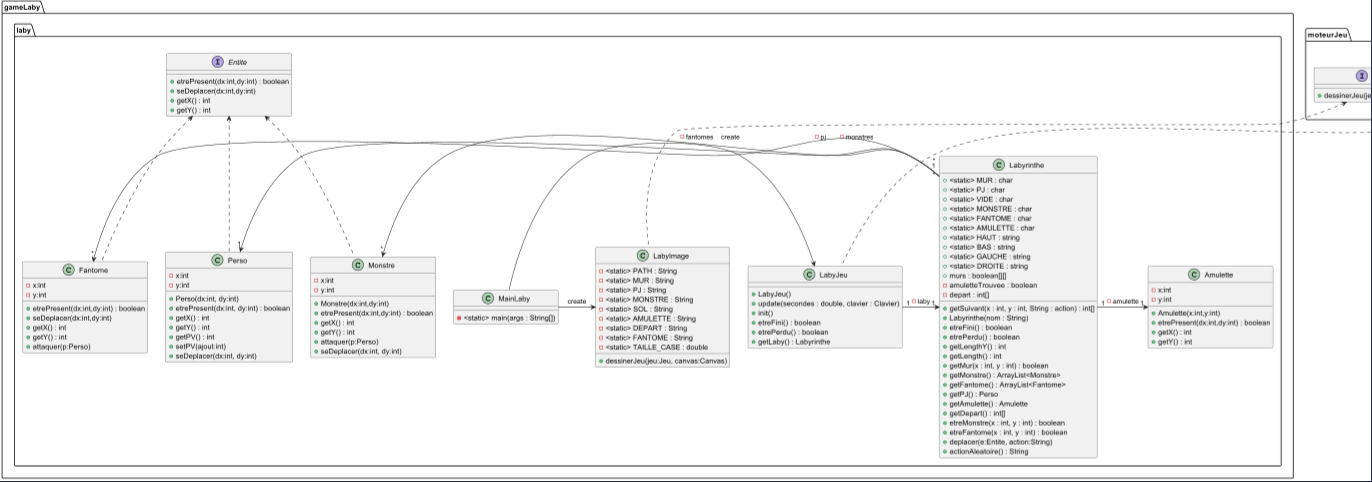 gameLaby
laby
moteurJeu
I
Entite
etrePresent(dx:int,dy:int) : boolean
seDeplacer(dx:int,dy:int)
getX() : int
getY() : int
I
dessinerJeu(je
fantomes
create
pj
monstres
C
Fantome
x:int
y:int
etrePresent(dx:int,dy:int) : boolean
seDeplacer(dx:int,dy:int)
getX() : int
getY() : int
attaquer(p:Perso)
1
C
Perso
x:int
y:int
Perso(dx:int, dy:int)
etrePresent(dx:int,dy:int) : boolean
getX() : int
getY() : int
getPV() : int
setPV(ajout:int)
seDeplacer(dx:int, dy:int)
C
Monstre
x:int
y:int
Monstre(dx:int,dy:int)
etrePresent(dx:int,dy:int) : boolean
getX() : int
getY() : int
attaquer(p:Perso)
seDeplacer(dx:int, dy:int)
C
MainLaby
<static> main(args : String[])
create
C
LabyImage
<static> PATH : String
<static> MUR : String
<static> PJ : String
<static> MONSTRE : String
<static> SOL : String
<static> AMULETTE : String
<static> DEPART : String
<static> FANTOME : String
<static> TAILLE_CASE : double
dessinerJeu(jeu:Jeu, canvas:Canvas)
C
LabyJeu
LabyJeu()
update(secondes : double, clavier : Clavier)
init()
etreFini() : boolean
etrePerdu() : boolean
getLaby() : Labyrinthe
1
laby
1
C
Labyrinthe
<static> MUR : char
<static> PJ : char
<static> VIDE : char
<static> MONSTRE : char
<static> FANTOME : char
<static> AMULETTE : char
<static> HAUT : string
<static> BAS : string
<static> GAUCHE : string
<static> DROITE : string
murs : boolean[][]
amuletteTrouvee : boolean
depart : int[]
getSuivant(x : int, y : int, String : action) : int[]
Labyrinthe(nom : String)
etreFini() : boolean
etrePerdu() : boolean
getLengthY() : int
getLength() : int
getMur(x : int, y : int) : boolean
getMonstre() : ArrayList<Monstre>
getFantome() : ArrayList<Fantome>
getPJ() : Perso
getAmulette() : Amulette
getDepart() : int[]
etreMonstre(x : int, y : int) : boolean
etreFantome(x : int, y : int) : boolean
deplacer(e:Entite, action:String)
actionAleatoire() : String
1
amulette
1
C
Amulette
x:int
y:int
Amulette(x:int,y:int)
etrePresent(dx:int,dy:int) : boolean
getX() : int
getY() : int